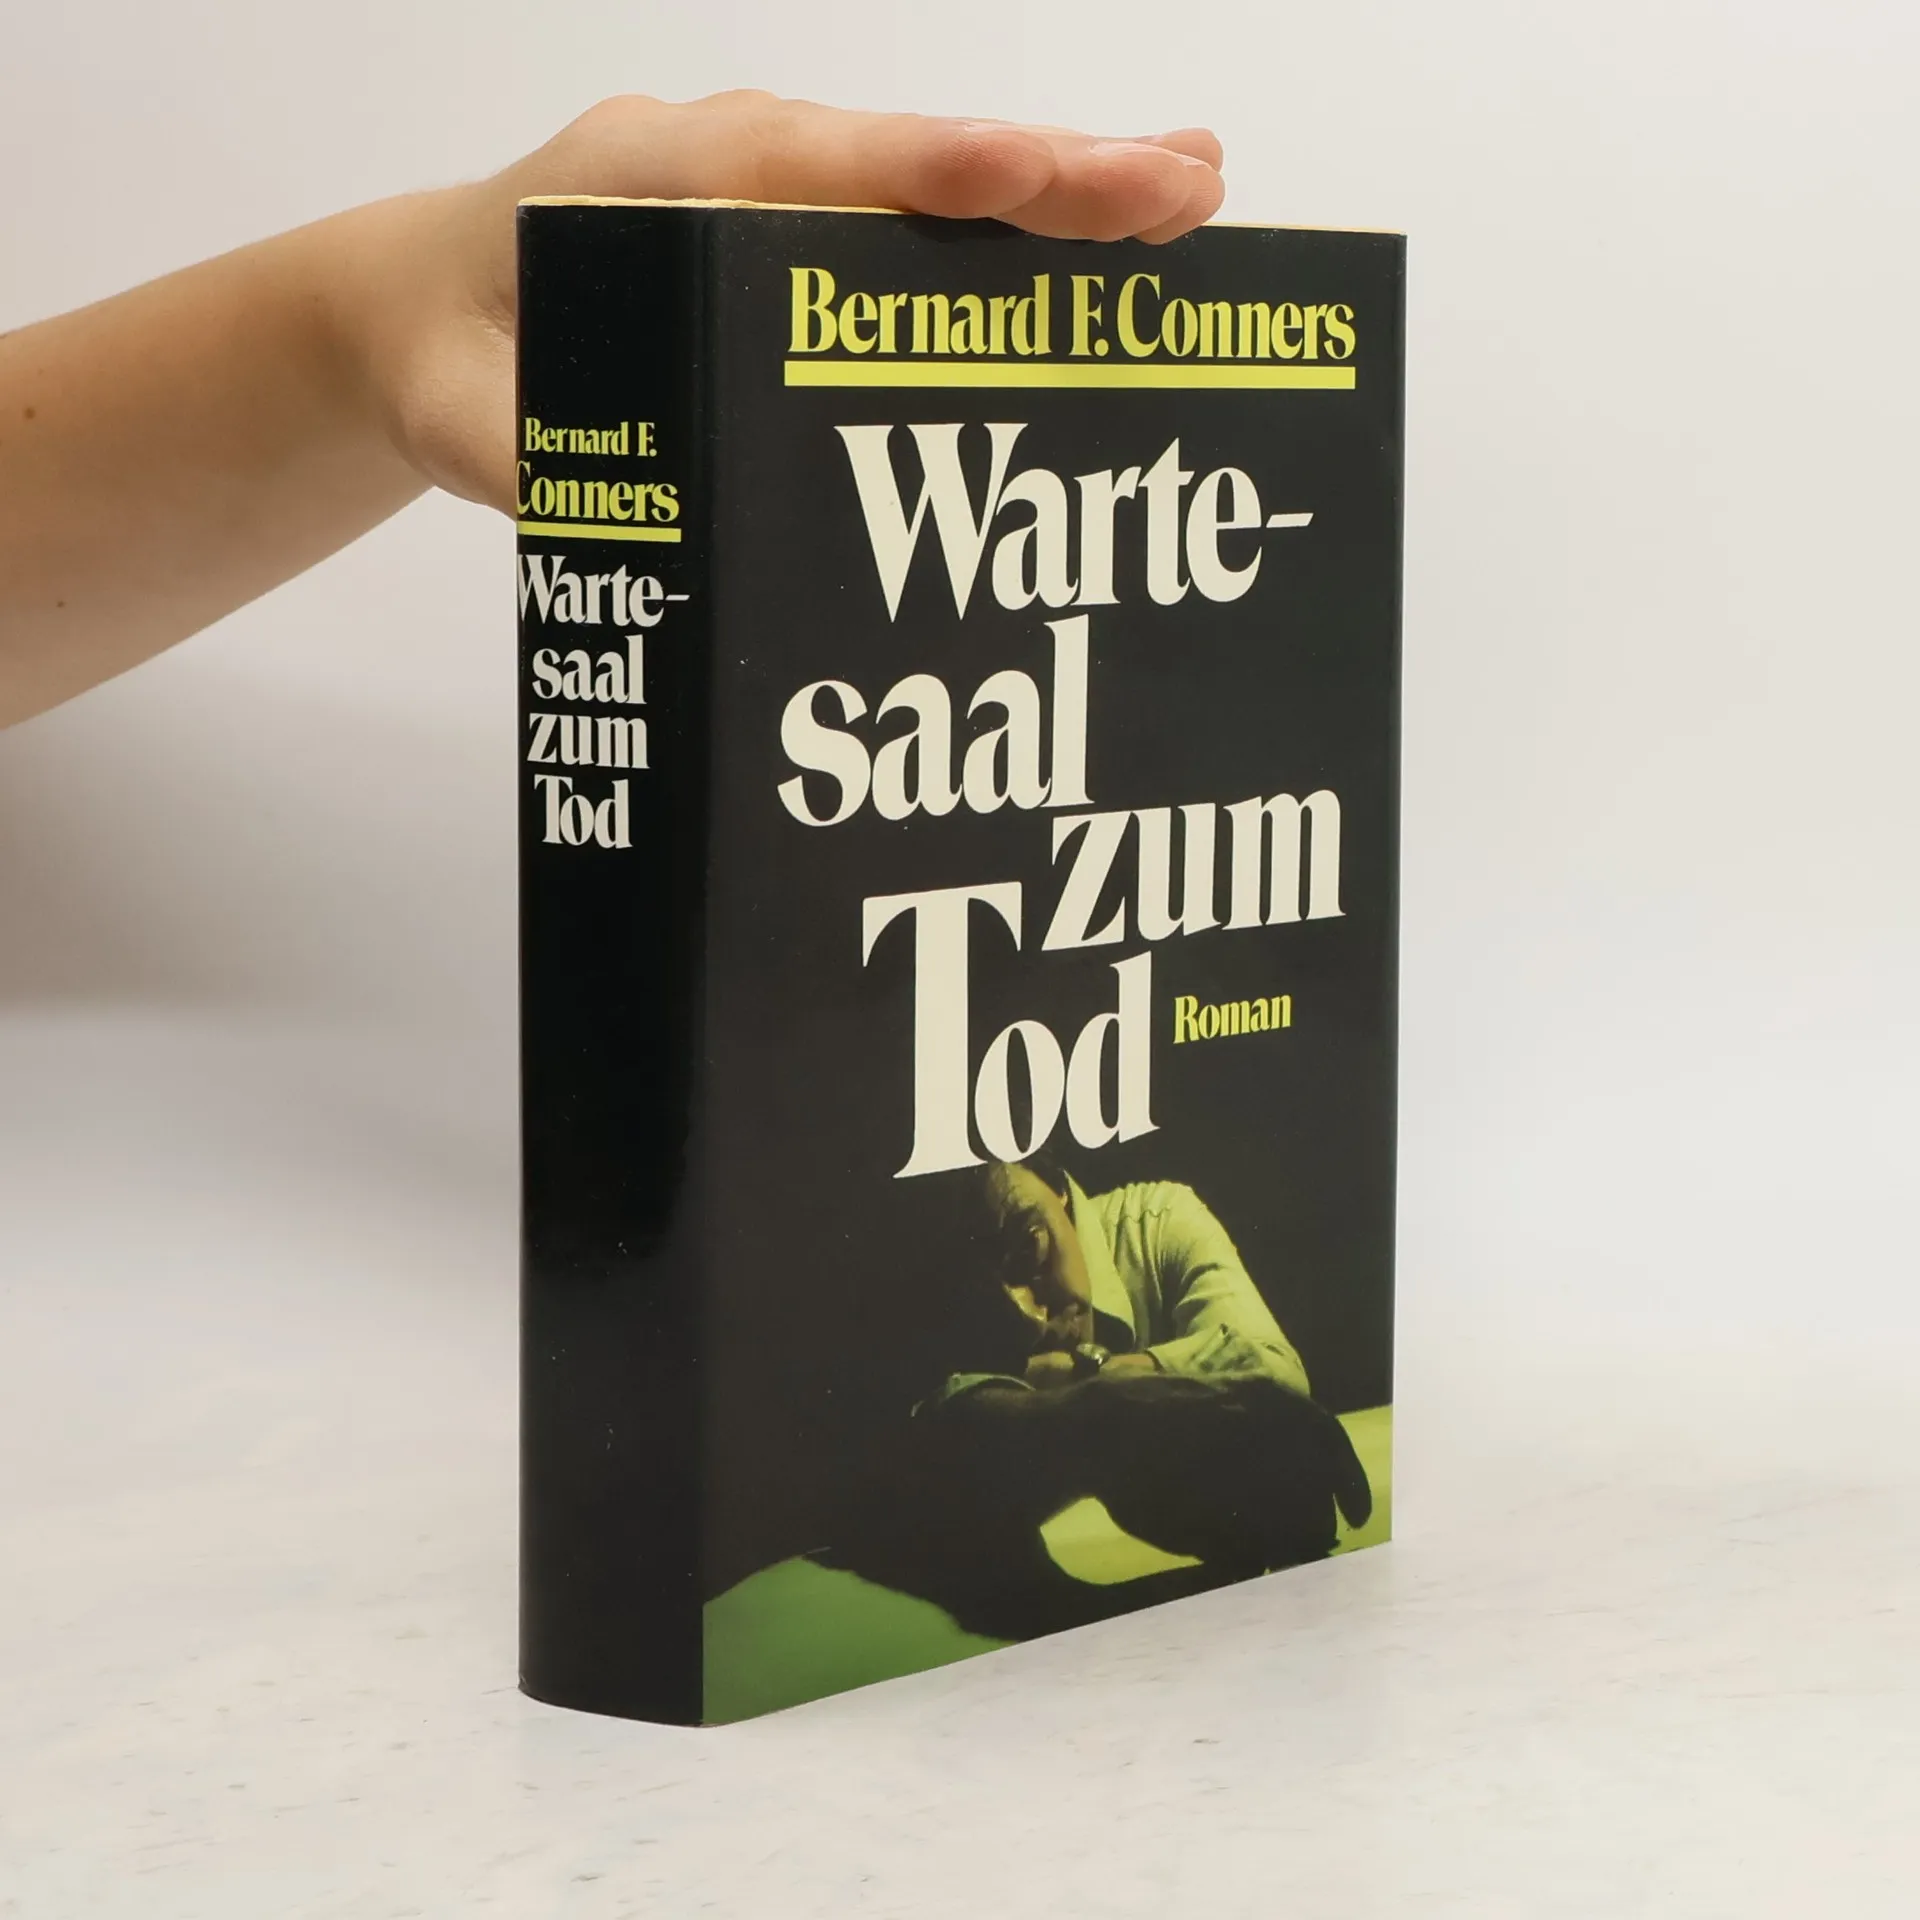 Bernard F.
Conners
Warte-
saal
zum
Tod
Bernard F. Conners
Warte-
saal
zum
Tod
Roman